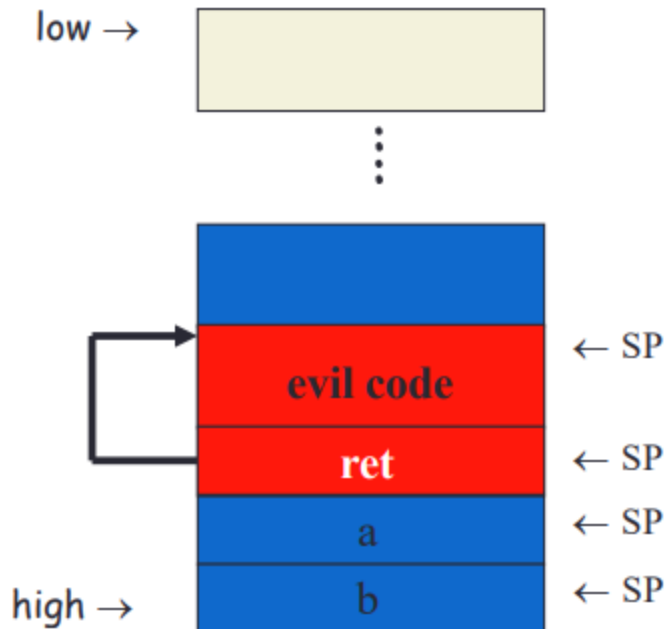 low →
evil code
← SP
ret
← SP
a
← SP
high →
b
← SP